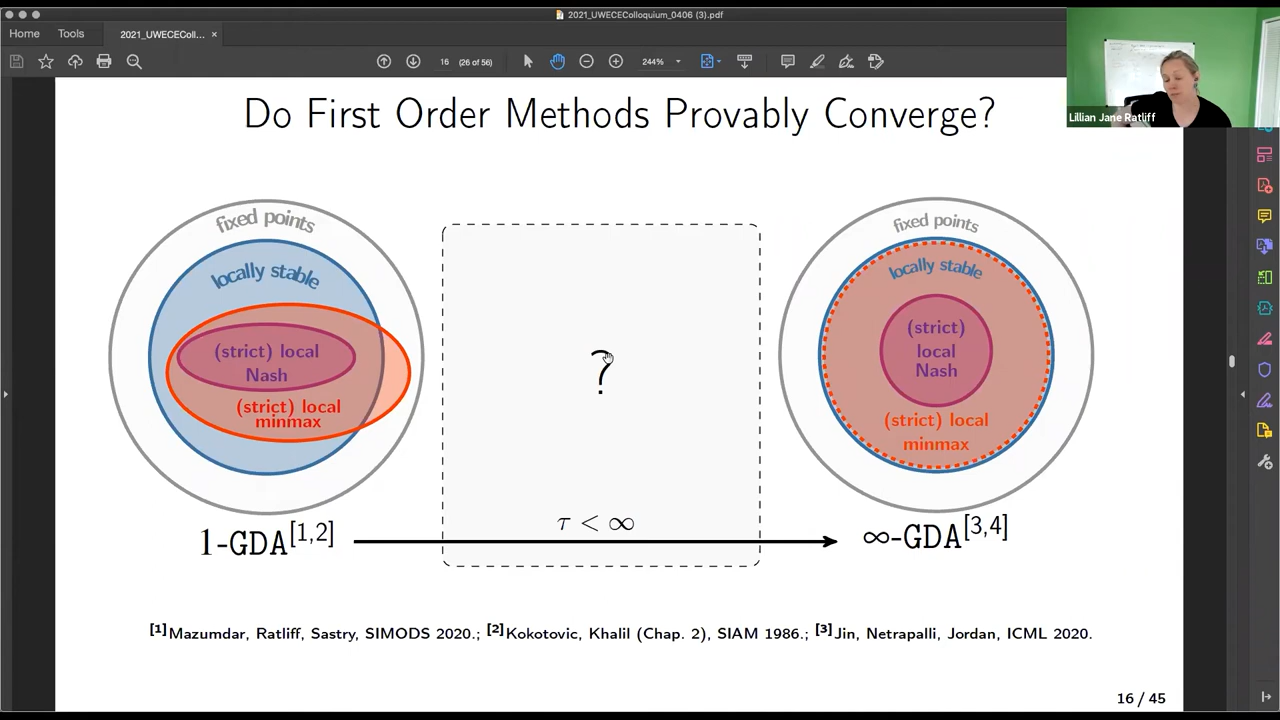 2021_UWECEColloquium_0406 (3).pdf
Home
Tools
2021_UWECEColl...
×
16
(26 of 56)
244%
Lillian Jane Ratliff
Do First Order Methods Provably Converge?
fixed points
locally stable
(strict) local
Nash
(strict) local
minmax
1-GDA[1,2]
?
τ < ∞
fixed points
locally stable
(strict)
local
Nash
(strict) local
minmax
∞-GDA[3,4]
[1]Mazumdar, Ratliff, Sastry, SIMODS 2020.; [2]Kokotovic, Khalil (Chap. 2), SIAM 1986.; [3]Jin, Netrapalli, Jordan, ICML 2020.
16 / 45